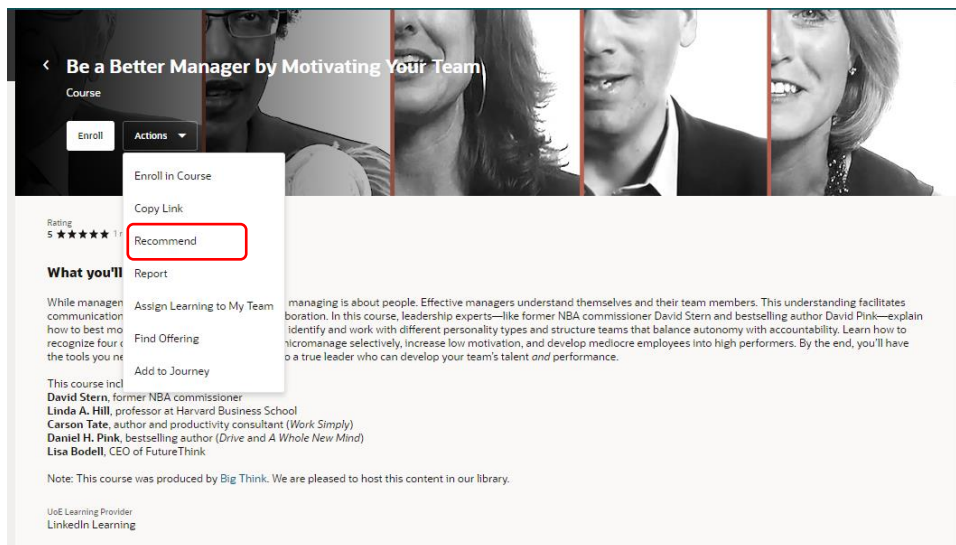 Be a Better Manager by Motivating Your Team
Course
Enroll
Actions
Enroll in Course
Copy Link
Recommend
Report
Assign Learning to My Team
Find Offering
Add to Journey
Rating
5 ★★★★★ 1
What you'll
While managen managing is about people. Effective managers understand themselves and their team members. This understanding facilitates
communication boration. In this course, leadership experts—like former NBA commissioner David Stern and bestselling author David Pink—explain
how to best mo identify and work with different personality types and structure teams that balance autonomy with accountability. Learn how to
recognize four nicromanage selectively, increase low motivation, and develop mediocre employees into high performers. By the end, you'll have
the tools you ne o a true leader who can develop your team's talent and performance.
This course incl
David Stern, former NBA commissioner
Linda A. Hill, professor at Harvard Business School
Carson Tate, author and productivity consultant (Work Simply)
Daniel H. Pink, bestselling author (Drive and A Whole New Mind)
Lisa Bodell, CEO of FutureThink
Note: This course was produced by Big Think. We are pleased to host this content in our library.
UoE Learning Provider
LinkedIn Learning